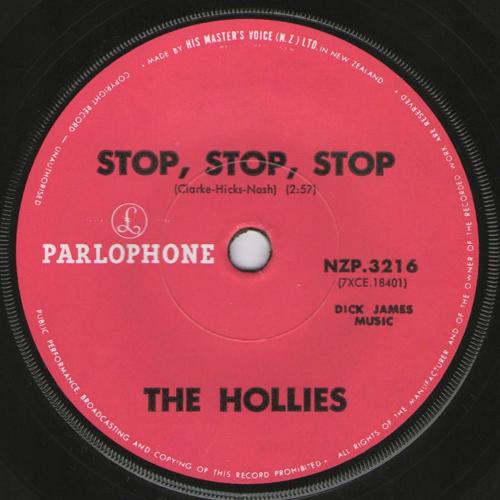 • MADE BY HIS MASTER'S VOICE (N.Z.) LTD. IN NEW ZEALAND •
ALL RIGHTS OF THE MANUFACTURER AND OF THE OWNER OF THE RECORDED WORK ARE RESERVED •
PUBLIC PERFORMANCE, BROADCASTING AND COPYING OF THIS RECORD PROHIBITED •
COPYRIGHT RECORD — UNAUTHORISED
STOP, STOP, STOP
(Clarke-Hicks-Nash) (2:57)
£
PARLOPHONE
NZP.3216
(7XCE.18401)
DICK JAMES
MUSIC
THE HOLLIES